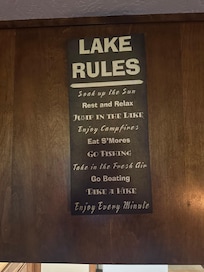 LAKE
RULES
Soak up the Sun
Rest and Relax
JUMP IN THE LAKE
Enjoy Campfires
Eat S'Mores
GO FISHING
Take in the Fresh Air
Go Boating
TAKE A HIKE
Enjoy Every Minute